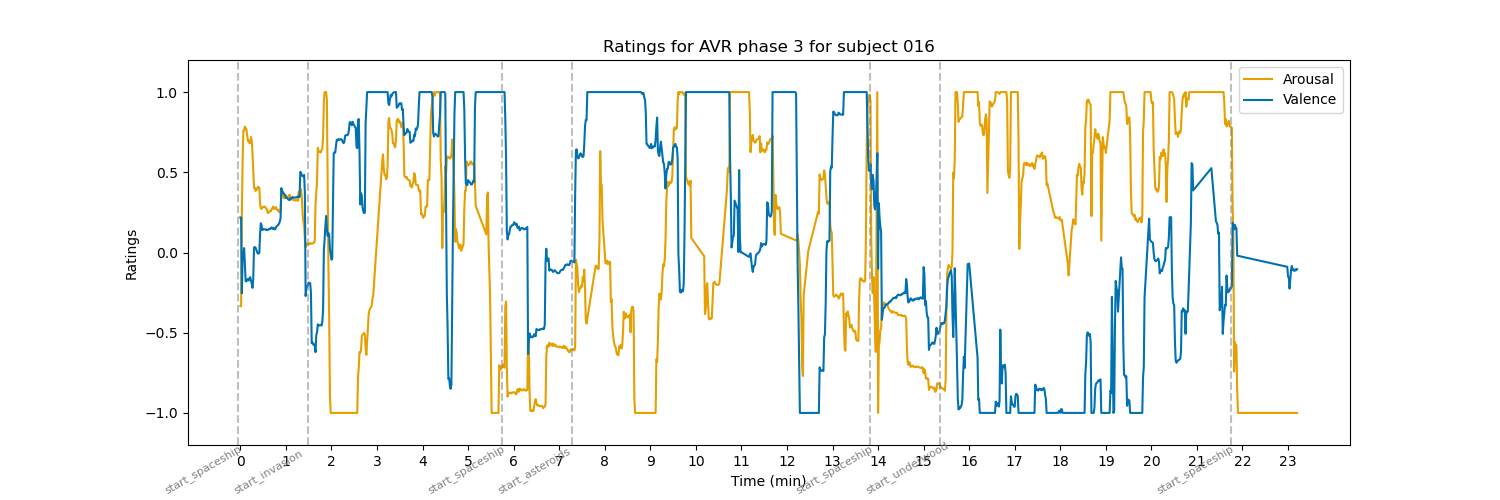 Ratings for AVR phase 3 for subject 016
Arousal
Valence
Ratings
1.0
0.5
0.0
−0.5
−1.0
0 1 2 3 4 5 6 7 8 9 10 11 12 13 14 15 16 17 18 19 20 21 22 23
start_spaceship
start_invasion
start_spaceship
start_asteroids
start_spaceship
start_underwood
start_spaceship
Time (min)